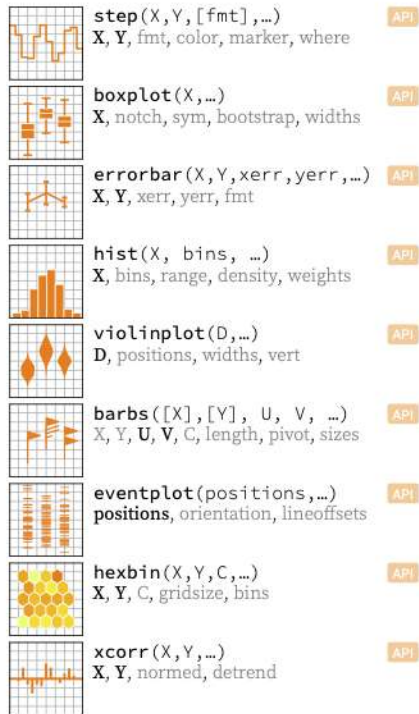 step(X,Y,[fmt],…) API
X, Y, fmt, color, marker, where
boxplot(X,…) API
X, notch, sym, bootstrap, widths
errorbar(X,Y,xerr,yerr,…) API
X, Y, xerr, yerr, fmt
hist(X, bins, …) API
X, bins, range, density, weights
violinplot(D,…) API
D, positions, widths, vert
barbs([X],[Y], U, V, …) API
X, Y, U, V, C, length, pivot, sizes
eventplot(positions,…) API
positions, orientation, lineoffsets
hexbin(X,Y,C,…) API
X, Y, C, gridsize, bins
xcorr(X,Y,…) API
X, Y, normed, detrend